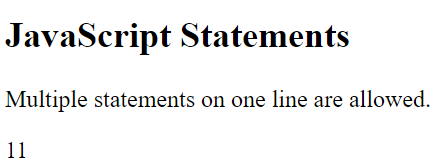 JavaScript Statements
Multiple statements on one line are allowed.
11